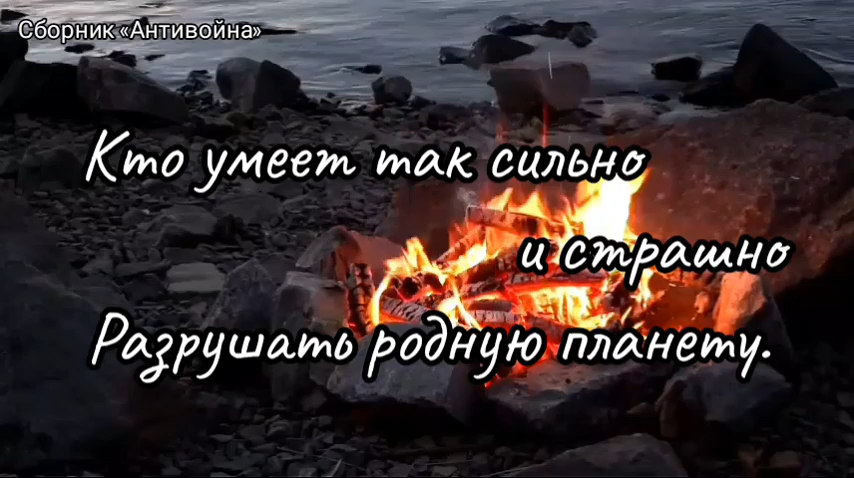 Сборник «Антивойна»
Кто умеет так сильно
и страшно
Разрушать родную планету.